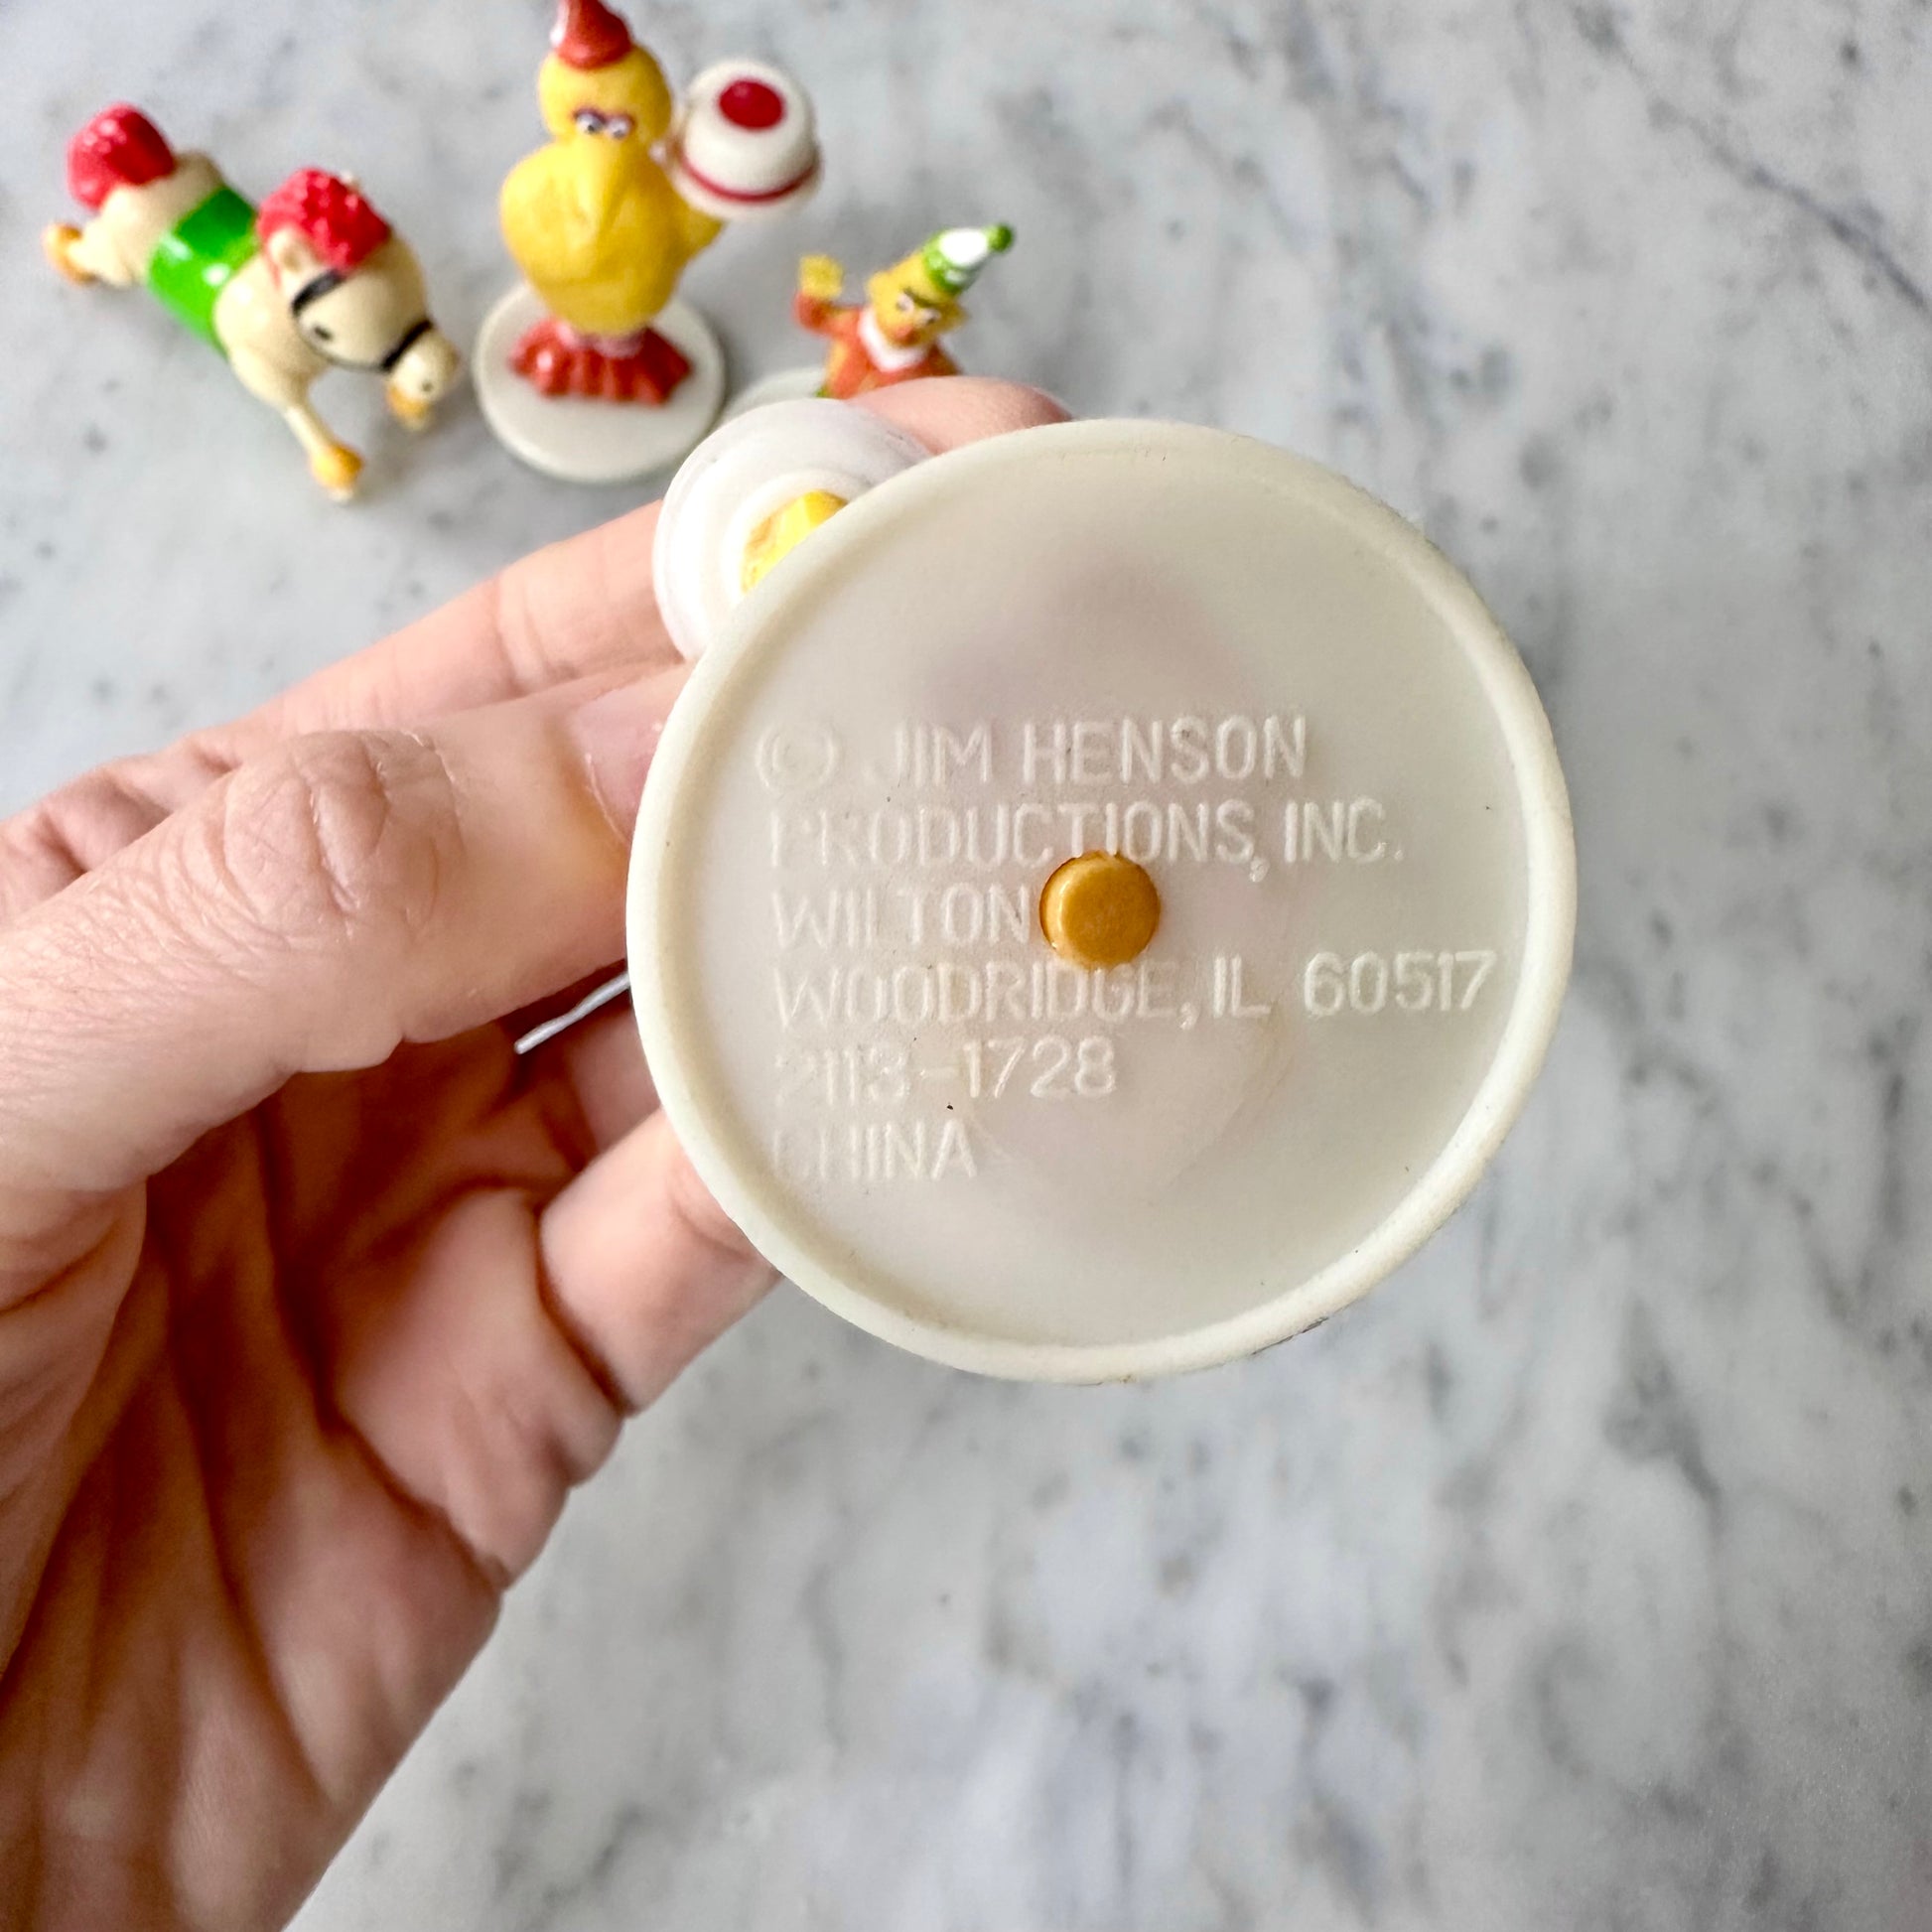 © JIM HENSON
PRODUCTIONS, INC.
WILTON
WOODRIDGE, IL 60517
2113-1728
CHINA